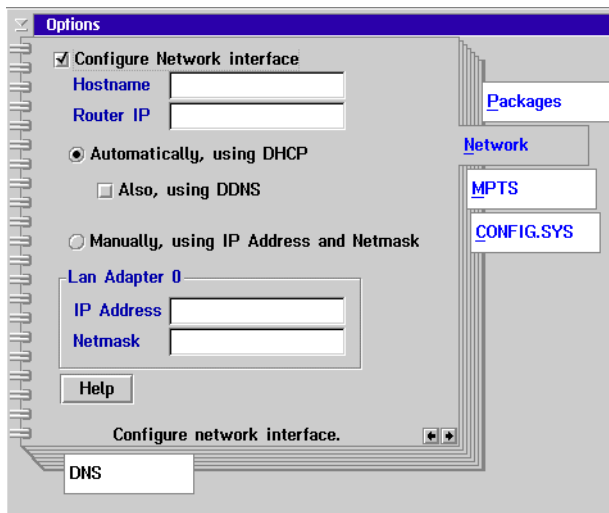 Options
Configure Network interface
Hostname
Router IP
Packages
Network
Automatically, using DHCP
Also, using DDNS
MPTS
CONFIG.SYS
Manually, using IP Address and Netmask
Lan Adapter 0
IP Address
Netmask
Help
Configure network interface.
DNS